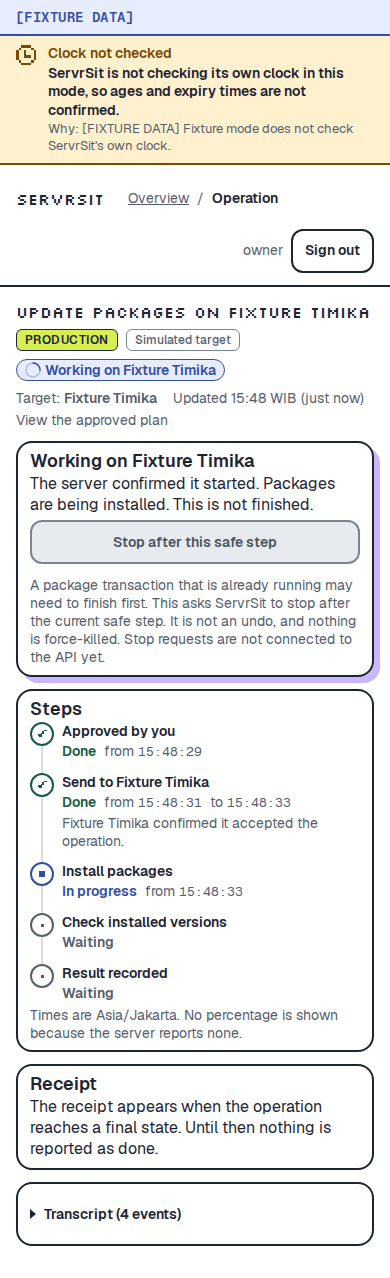 [FIXTURE DATA]
Clock not checked
ServrSit is not checking its own clock in this
mode, so ages and expiry times are not
confirmed.
Why: [FIXTURE DATA] Fixture mode does not check
ServrSit's own clock.
SERVRSIT
Overview / Operation
owner
Sign out
UPDATE PACKAGES ON FIXTURE TIMIKA
PRODUCTION
Simulated target
Working on Fixture Timika
Target: Fixture Timika Updated 15:48 WIB (just now)
View the approved plan
Working on Fixture Timika
The server confirmed it started. Packages
are being installed. This is not finished.
Stop after this safe step
A package transaction that is already running may
need to finish first. This asks ServrSit to stop after
the current safe step. It is not an undo, and nothing
is force-killed. Stop requests are not connected to
the API yet.
Steps
Approved by you
Done from 15:48:29
Send to Fixture Timika
Done from 15:48:31 to 15:48:33
Fixture Timika confirmed it accepted the
operation.
Install packages
In progress from 15:48:33
Check installed versions
Waiting
Result recorded
Waiting
Times are Asia/Jakarta. No percentage is shown
because the server reports none.
Receipt
The receipt appears when the operation
reaches a final state. Until then nothing is
reported as done.
Transcript (4 events)